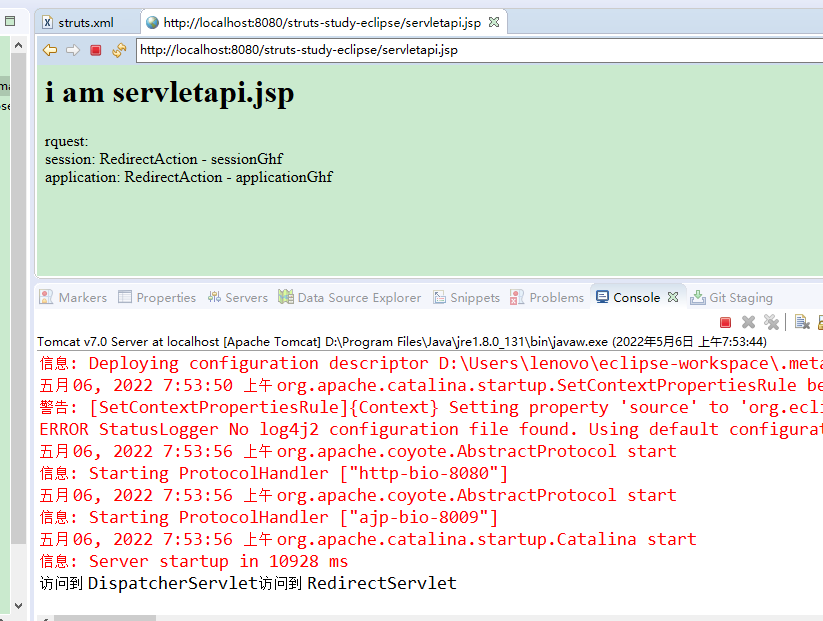 struts.xml
http://localhost:8080/struts-study-eclipse/servletapi.jsp
http://localhost:8080/struts-study-eclipse/servletapi.jsp
i am servletapi.jsp
rquest:
session: RedirectAction - sessionGhf
application: RedirectAction - applicationGhf
Markers Properties Servers Data Source Explorer Snippets Problems Console Git Staging
Tomcat v7.0 Server at localhost [Apache Tomcat] D:\Program Files\Java\jre1.8.0_131\bin\javaw.exe (2022年5月6日 上午7:53:44)
信息: Deploying configuration descriptor D:\Users\lenovo\eclipse-workspace\.meta
五月 06, 2022 7:53:50 上午 org.apache.catalina.startup.SetContextPropertiesRule be
警告: [SetContextPropertiesRule]{Context} Setting property 'source' to 'org.ecli
ERROR StatusLogger No log4j2 configuration file found. Using default configurat
五月 06, 2022 7:53:56 上午 org.apache.coyote.AbstractProtocol start
信息: Starting ProtocolHandler ["http-bio-8080"]
五月 06, 2022 7:53:56 上午 org.apache.coyote.AbstractProtocol start
信息: Starting ProtocolHandler ["ajp-bio-8009"]
五月 06, 2022 7:53:56 上午 org.apache.catalina.startup.Catalina start
信息: Server startup in 10928 ms
访问到 DispatcherServlet访问到 RedirectServlet